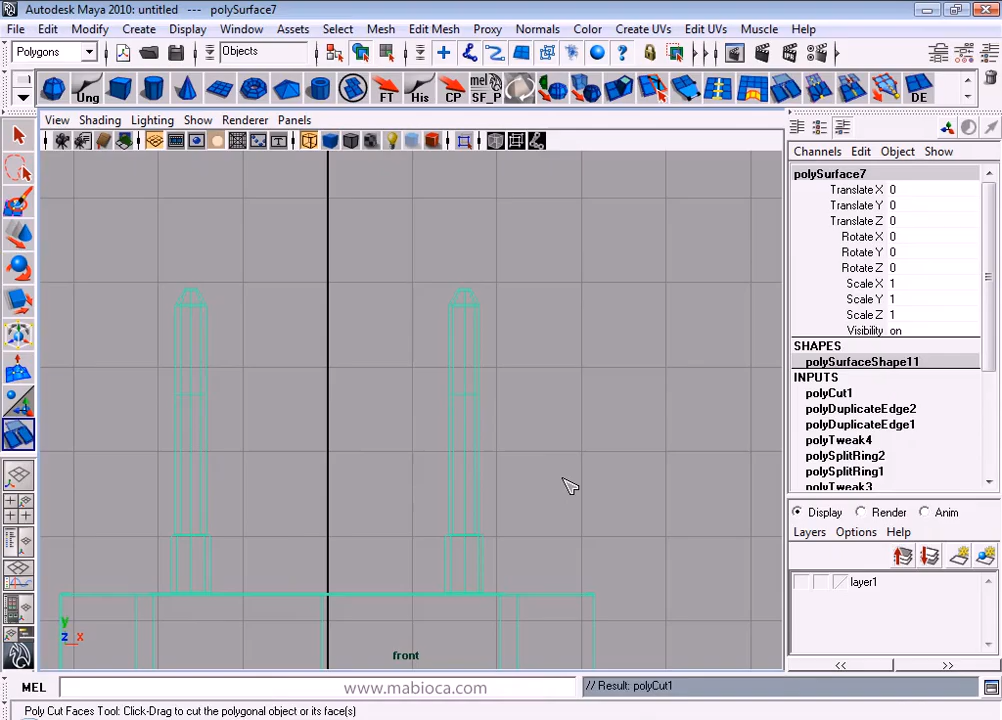 Autodesk Maya 2010: untitled --- polySurface7
File Edit Modify Create Display Window Assets Select Mesh Edit Mesh Proxy Normals Color Create UVs Edit UVs Muscle Help
Polygons Objects
Ung FT His mel CP SF_P DE
View Shading Lighting Show Renderer Panels
Channels Edit Object Show
polySurface7
Translate X 0
Translate Y 0
Translate Z 0
Rotate X 0
Rotate Y 0
Rotate Z 0
Scale X 1
Scale Y 1
Scale Z 1
Visibility on
SHAPES
polySurfaceShape11
INPUTS
polyCut1
polyDuplicateEdge2
polyDuplicateEdge1
polyTweak4
polySplitRing2
polySplitRing1
polyTweak3
Display Render Anim
Layers Options Help
layer1
y
z x
front
<< >>
MEL www.mabioca.com // Result: polyCut1
Poly Cut Faces Tool: Click-Drag to cut the polygonal object or its face(s)